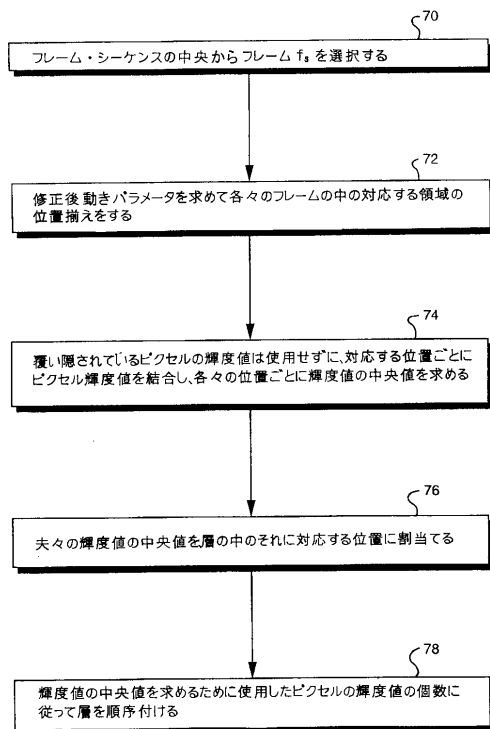 70
フレーム・シーケンスの中央からフレーム fs を選択する
72
修正後動きパラメータを求めて各々のフレームの中の対応する領域の
位置揃えをする
74
覆い隠されているピクセルの輝度値は使用せずに、対応する位置ごとに
ピクセル輝度値を結合し、各々の位置ごとに輝度値の中央値を求める
76
夫々の輝度値の中央値を層の中のそれに対応する位置に割当てる
78
輝度値の中央値を求めるために使用したピクセルの輝度値の個数に
従って層を順序付ける